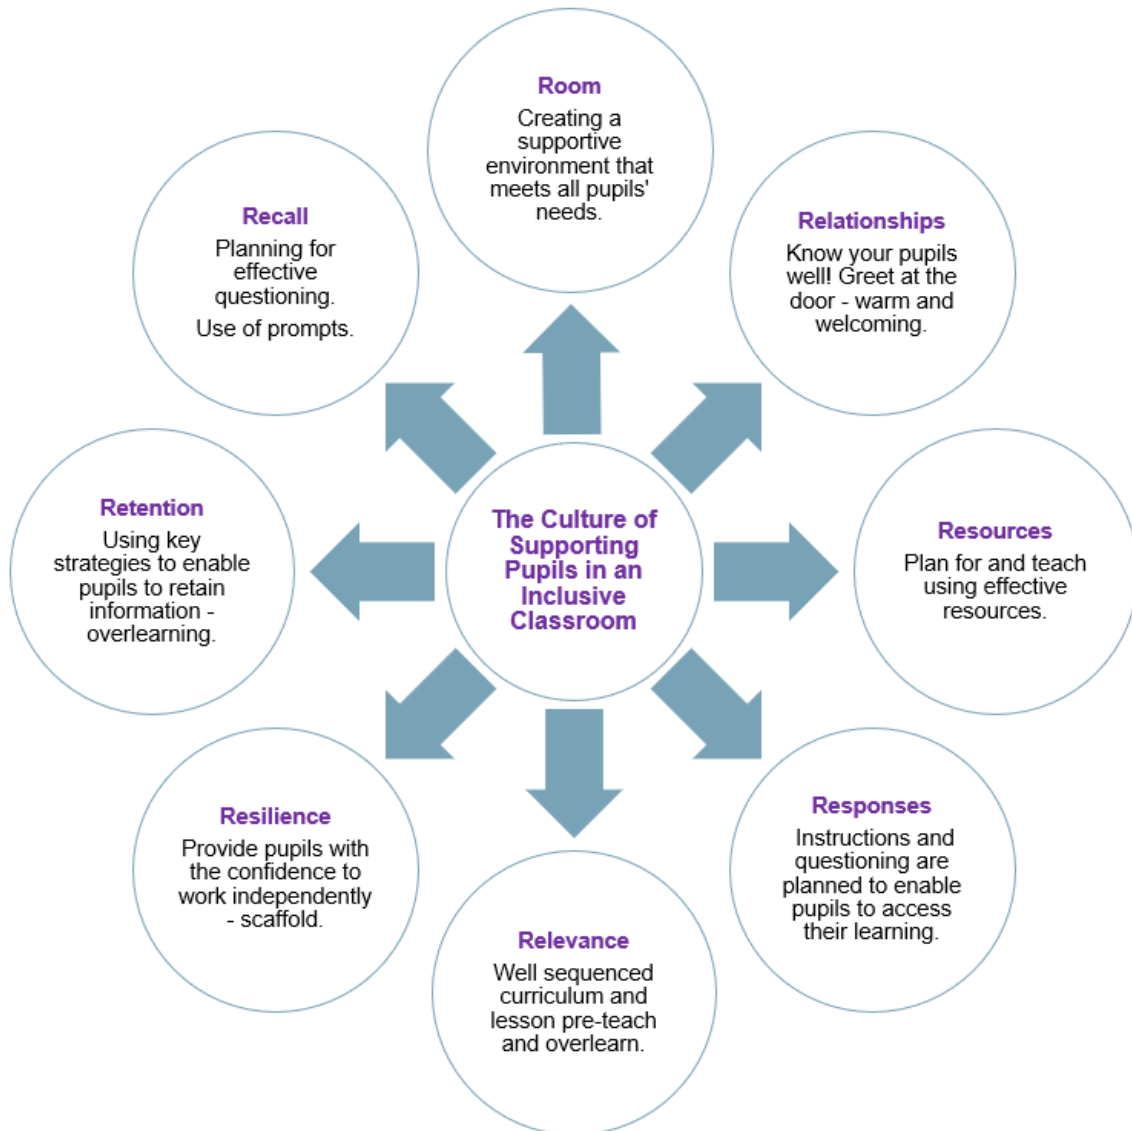 The Culture of
Supporting
Pupils in an
Inclusive
Classroom
Room
Creating a
supportive
environment that
meets all pupils'
needs.
Relationships
Know your pupils
well! Greet at the
door - warm and
welcoming.
Resources
Plan for and teach
using effective
resources.
Responses
Instructions and
questioning are
planned to enable
pupils to access
their learning.
Relevance
Well sequenced
curriculum and
lesson pre-teach
and overlearn.
Resilience
Provide pupils with
the confidence to
work independently
- scaffold.
Retention
Using key
strategies to enable
pupils to retain
information -
overlearning.
Recall
Planning for
effective
questioning.
Use of prompts.